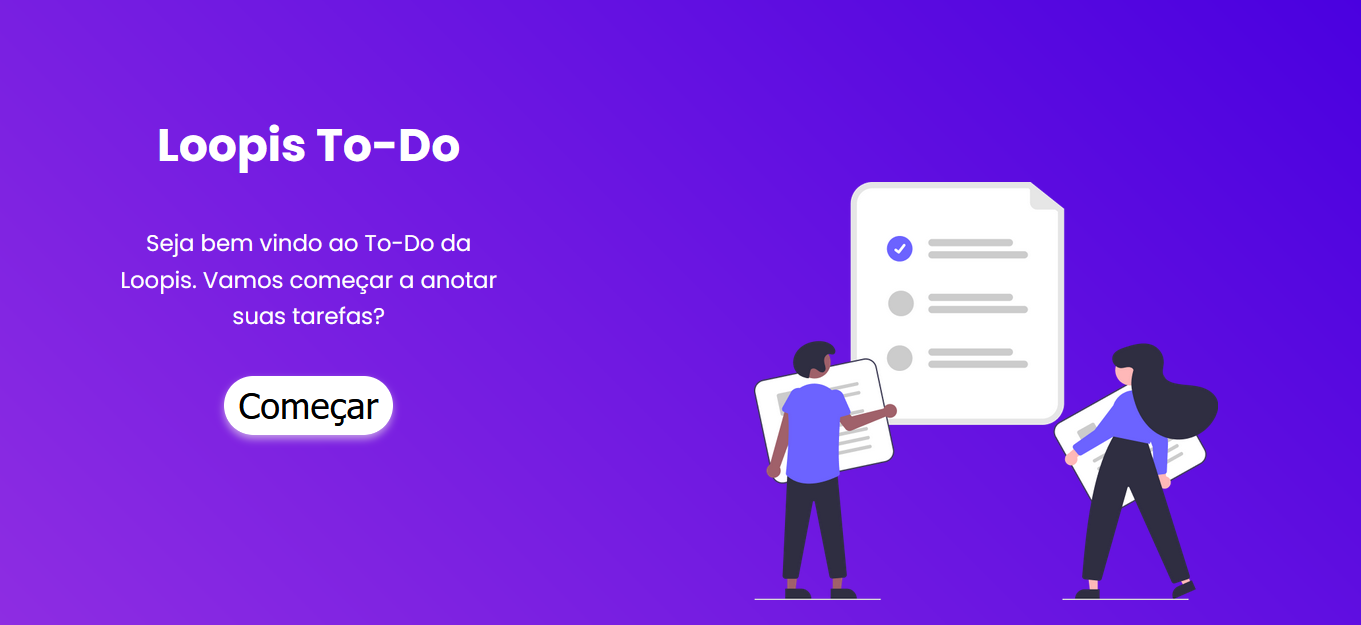 Loopis To-Do
Seja bem vindo ao To-Do da
Loopis. Vamos começar a anotar
suas tarefas?
Começar